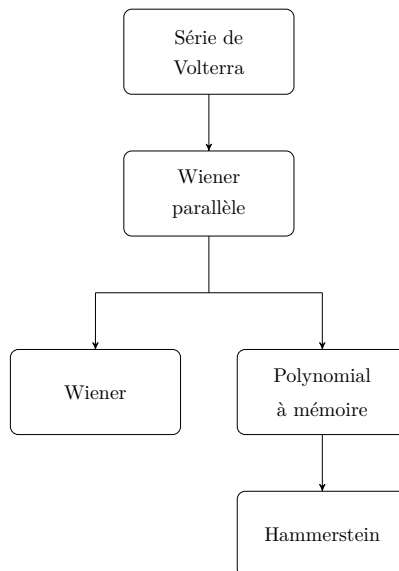 Série de
Volterra
Wiener
parallèle
Wiener
Polynomial
à mémoire
Hammerstein